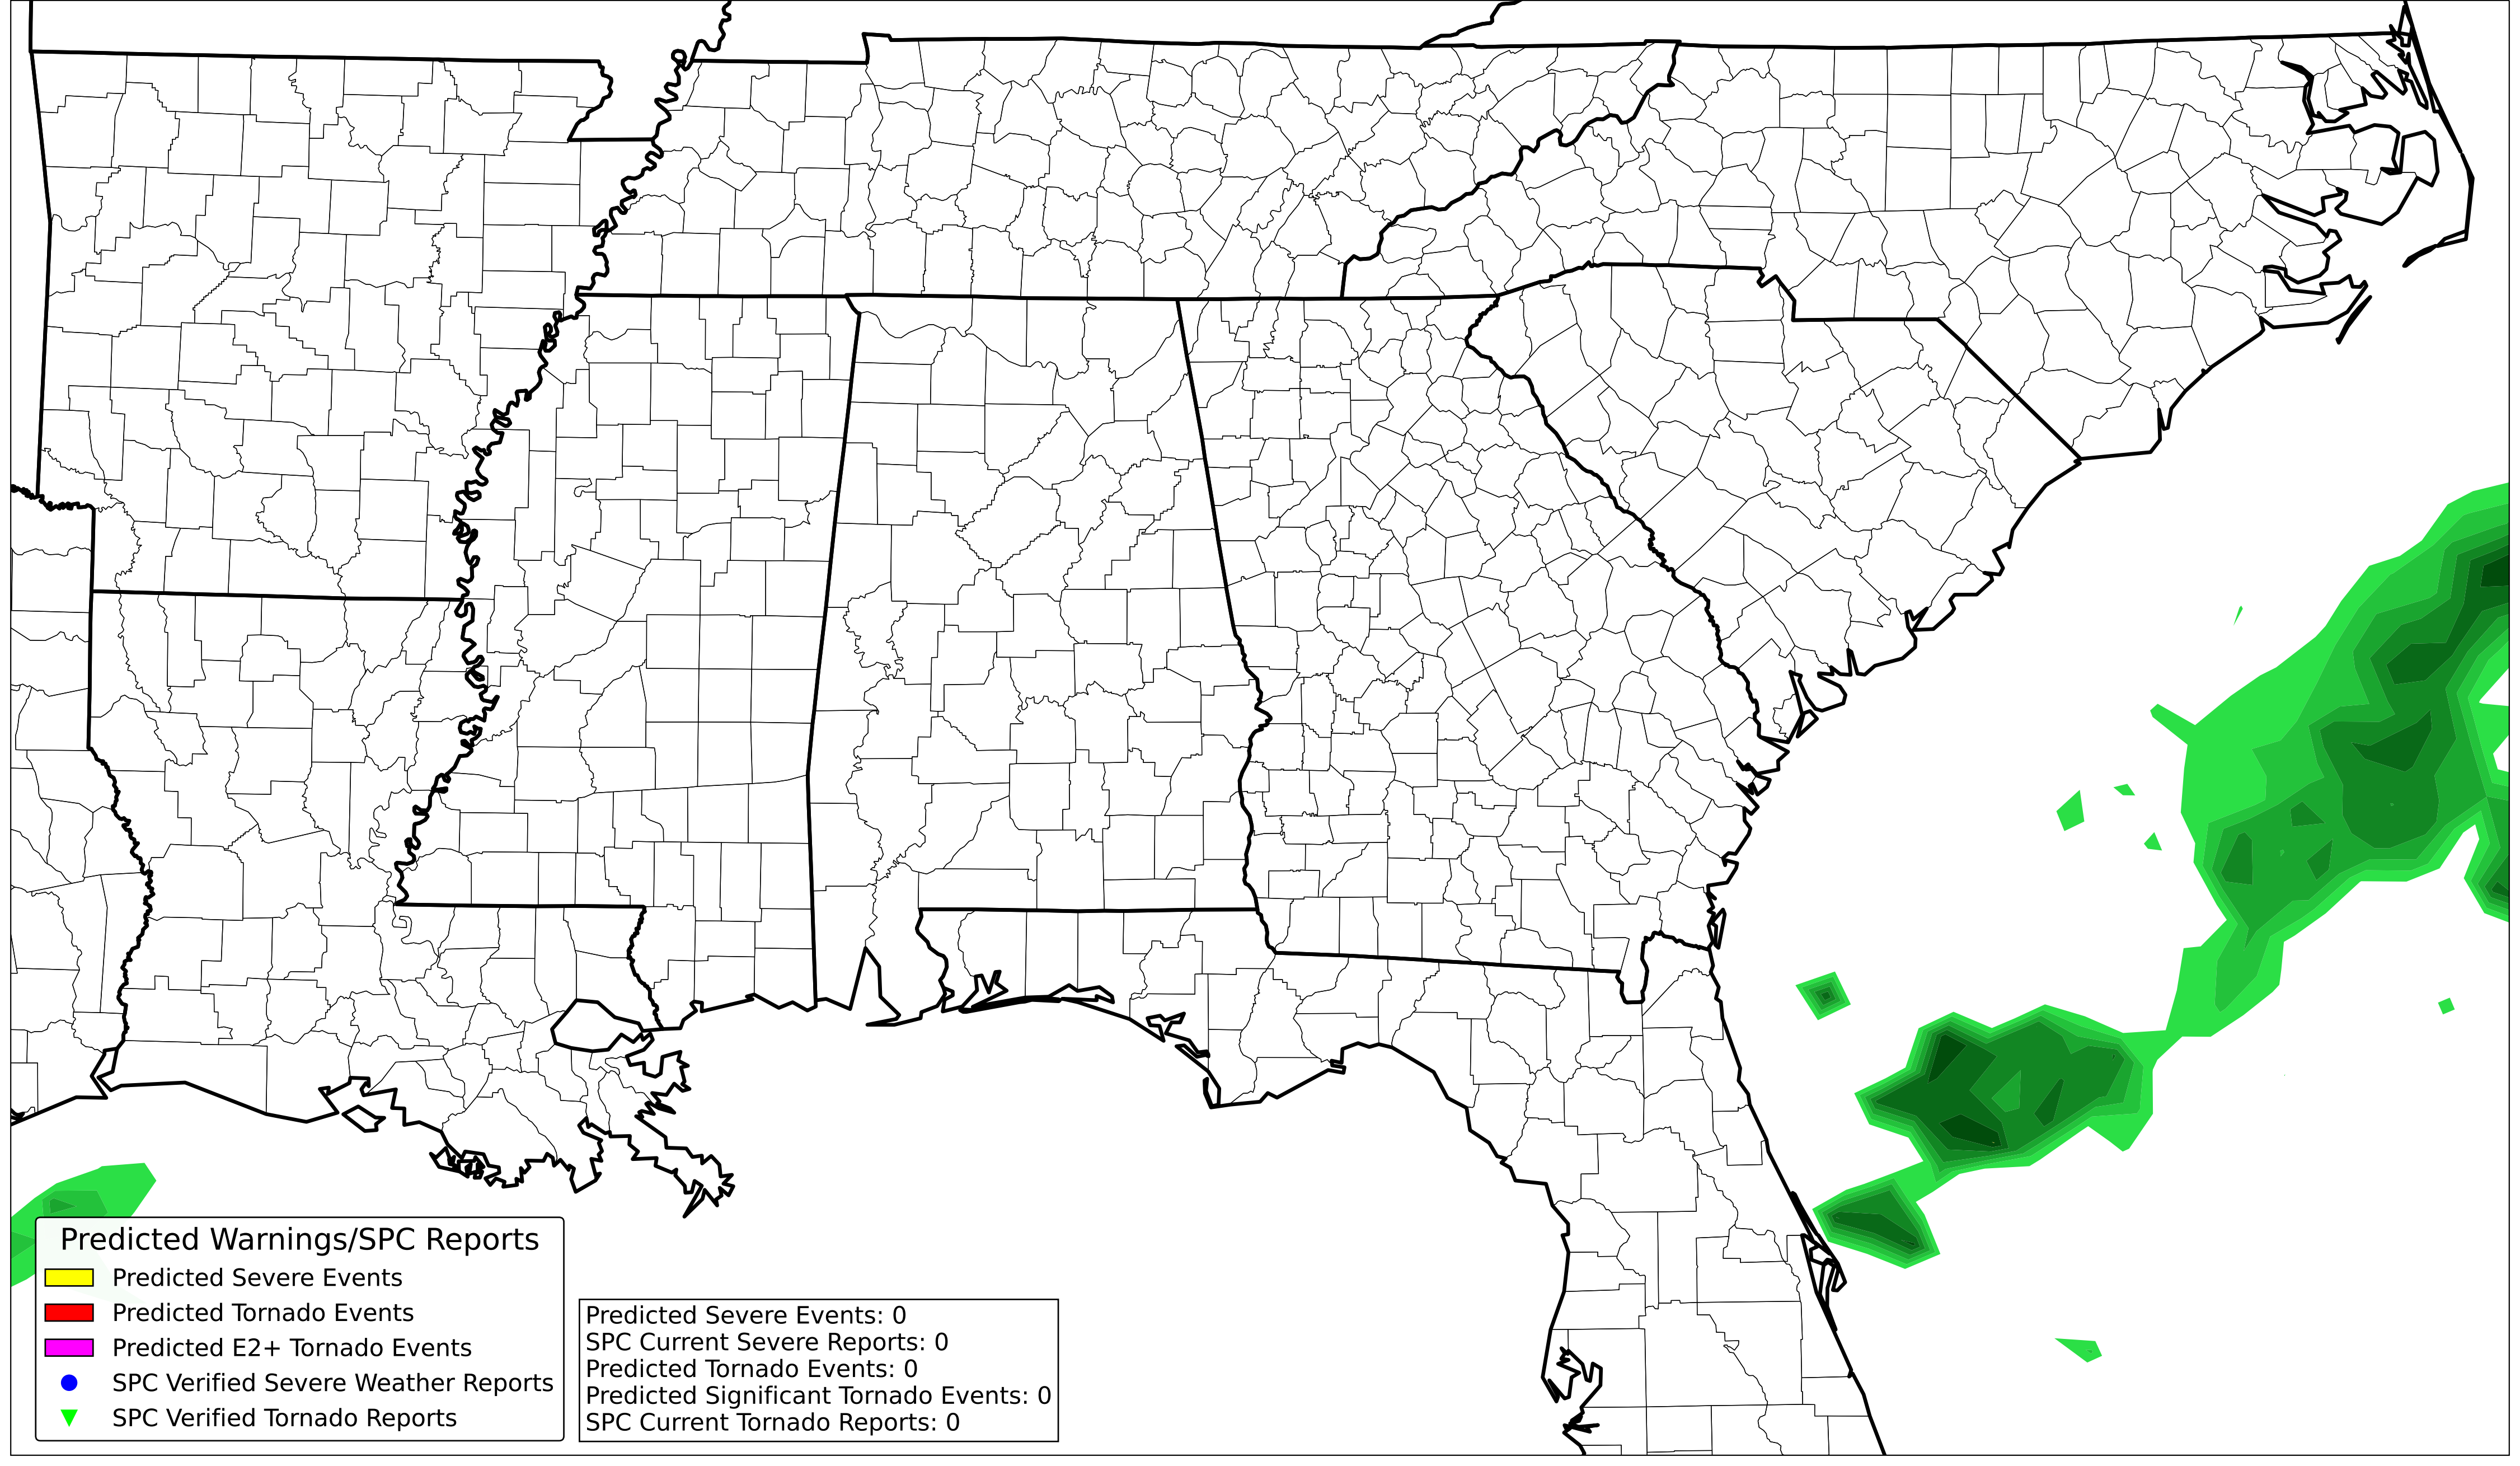 Predicted Warnings/SPC Reports
Predicted Severe Events
Predicted Tornado Events
Predicted E2+ Tornado Events
SPC Verified Severe Weather Reports
SPC Verified Tornado Reports
Predicted Severe Events: 0
SPC Current Severe Reports: 0
Predicted Tornado Events: 0
Predicted Significant Tornado Events: 0
SPC Current Tornado Reports: 0